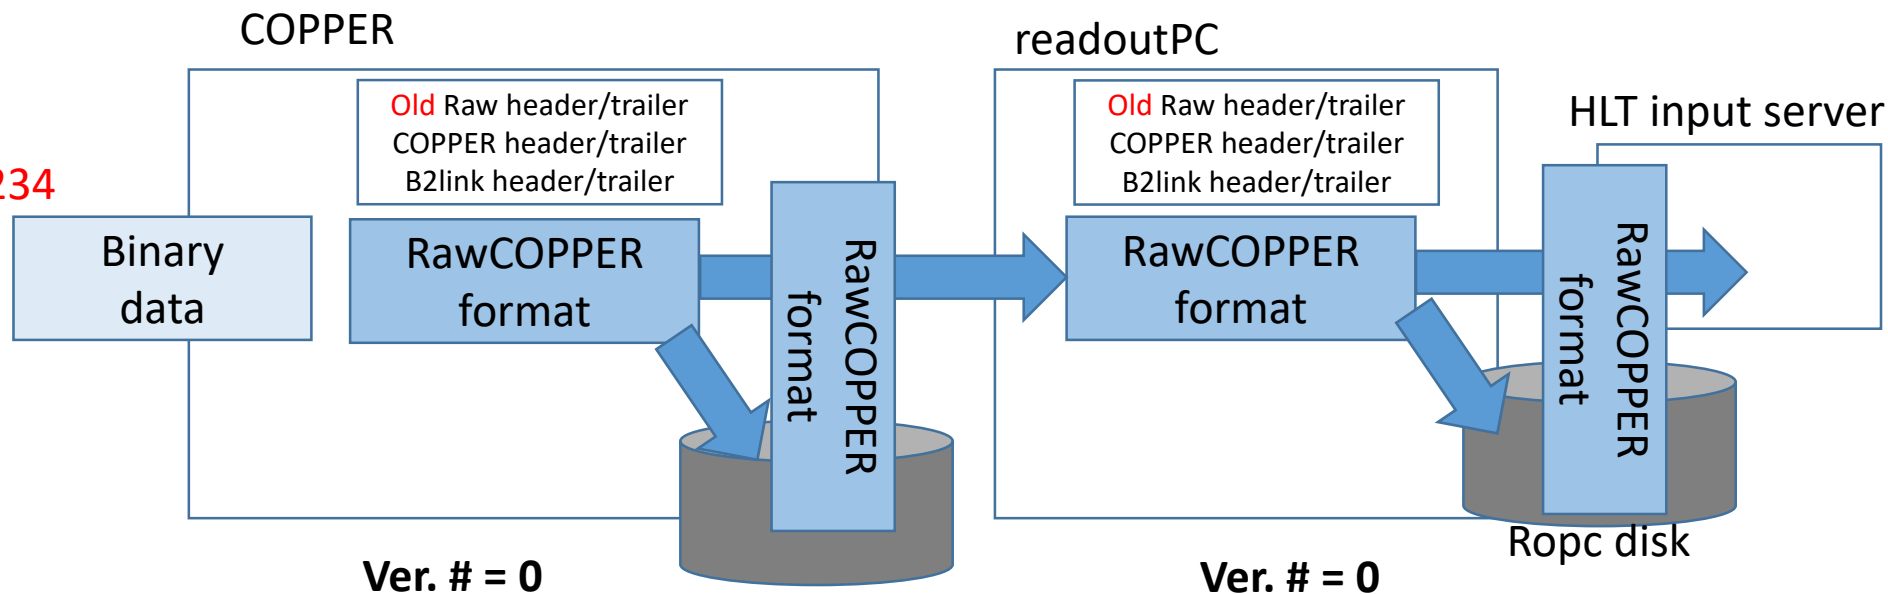 COPPER
readoutPC
HLT input server
Old Raw header/trailer
COPPER header/trailer
B2link header/trailer
Old Raw header/trailer
COPPER header/trailer
B2link header/trailer
234
Binary
data
RawCOPPER
format
RawCOPPER
format
RawCOPPER
format
RawCOPPER
format
Ropc disk
Ver. # = 0
Ver. # = 0